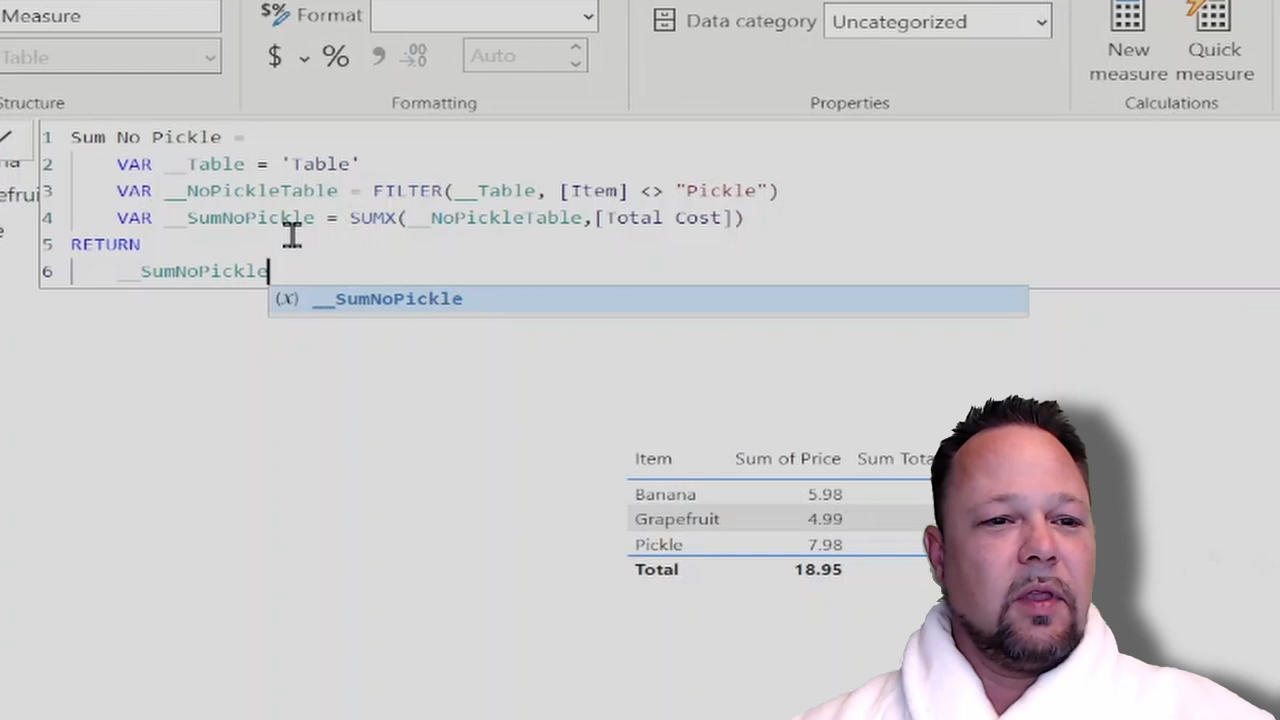 Measure
Format
Data category Uncategorized
New measure
Quick measure
Table
$ % Auto
Structure
Formatting
Properties
Calculations
1 Sum No Pickle =
2 VAR __Table = 'Table'
3 VAR __NoPickleTable = FILTER(__Table, [Item] <> "Pickle")
4 VAR __SumNoPickle = SUMX(__NoPickleTable,[Total Cost])
5 RETURN
6 __SumNoPickle
(x) __SumNoPickle
Item Sum of Price Sum
Banana 5.98
Grapefruit 4.99
Pickle 7.98
Total 18.95